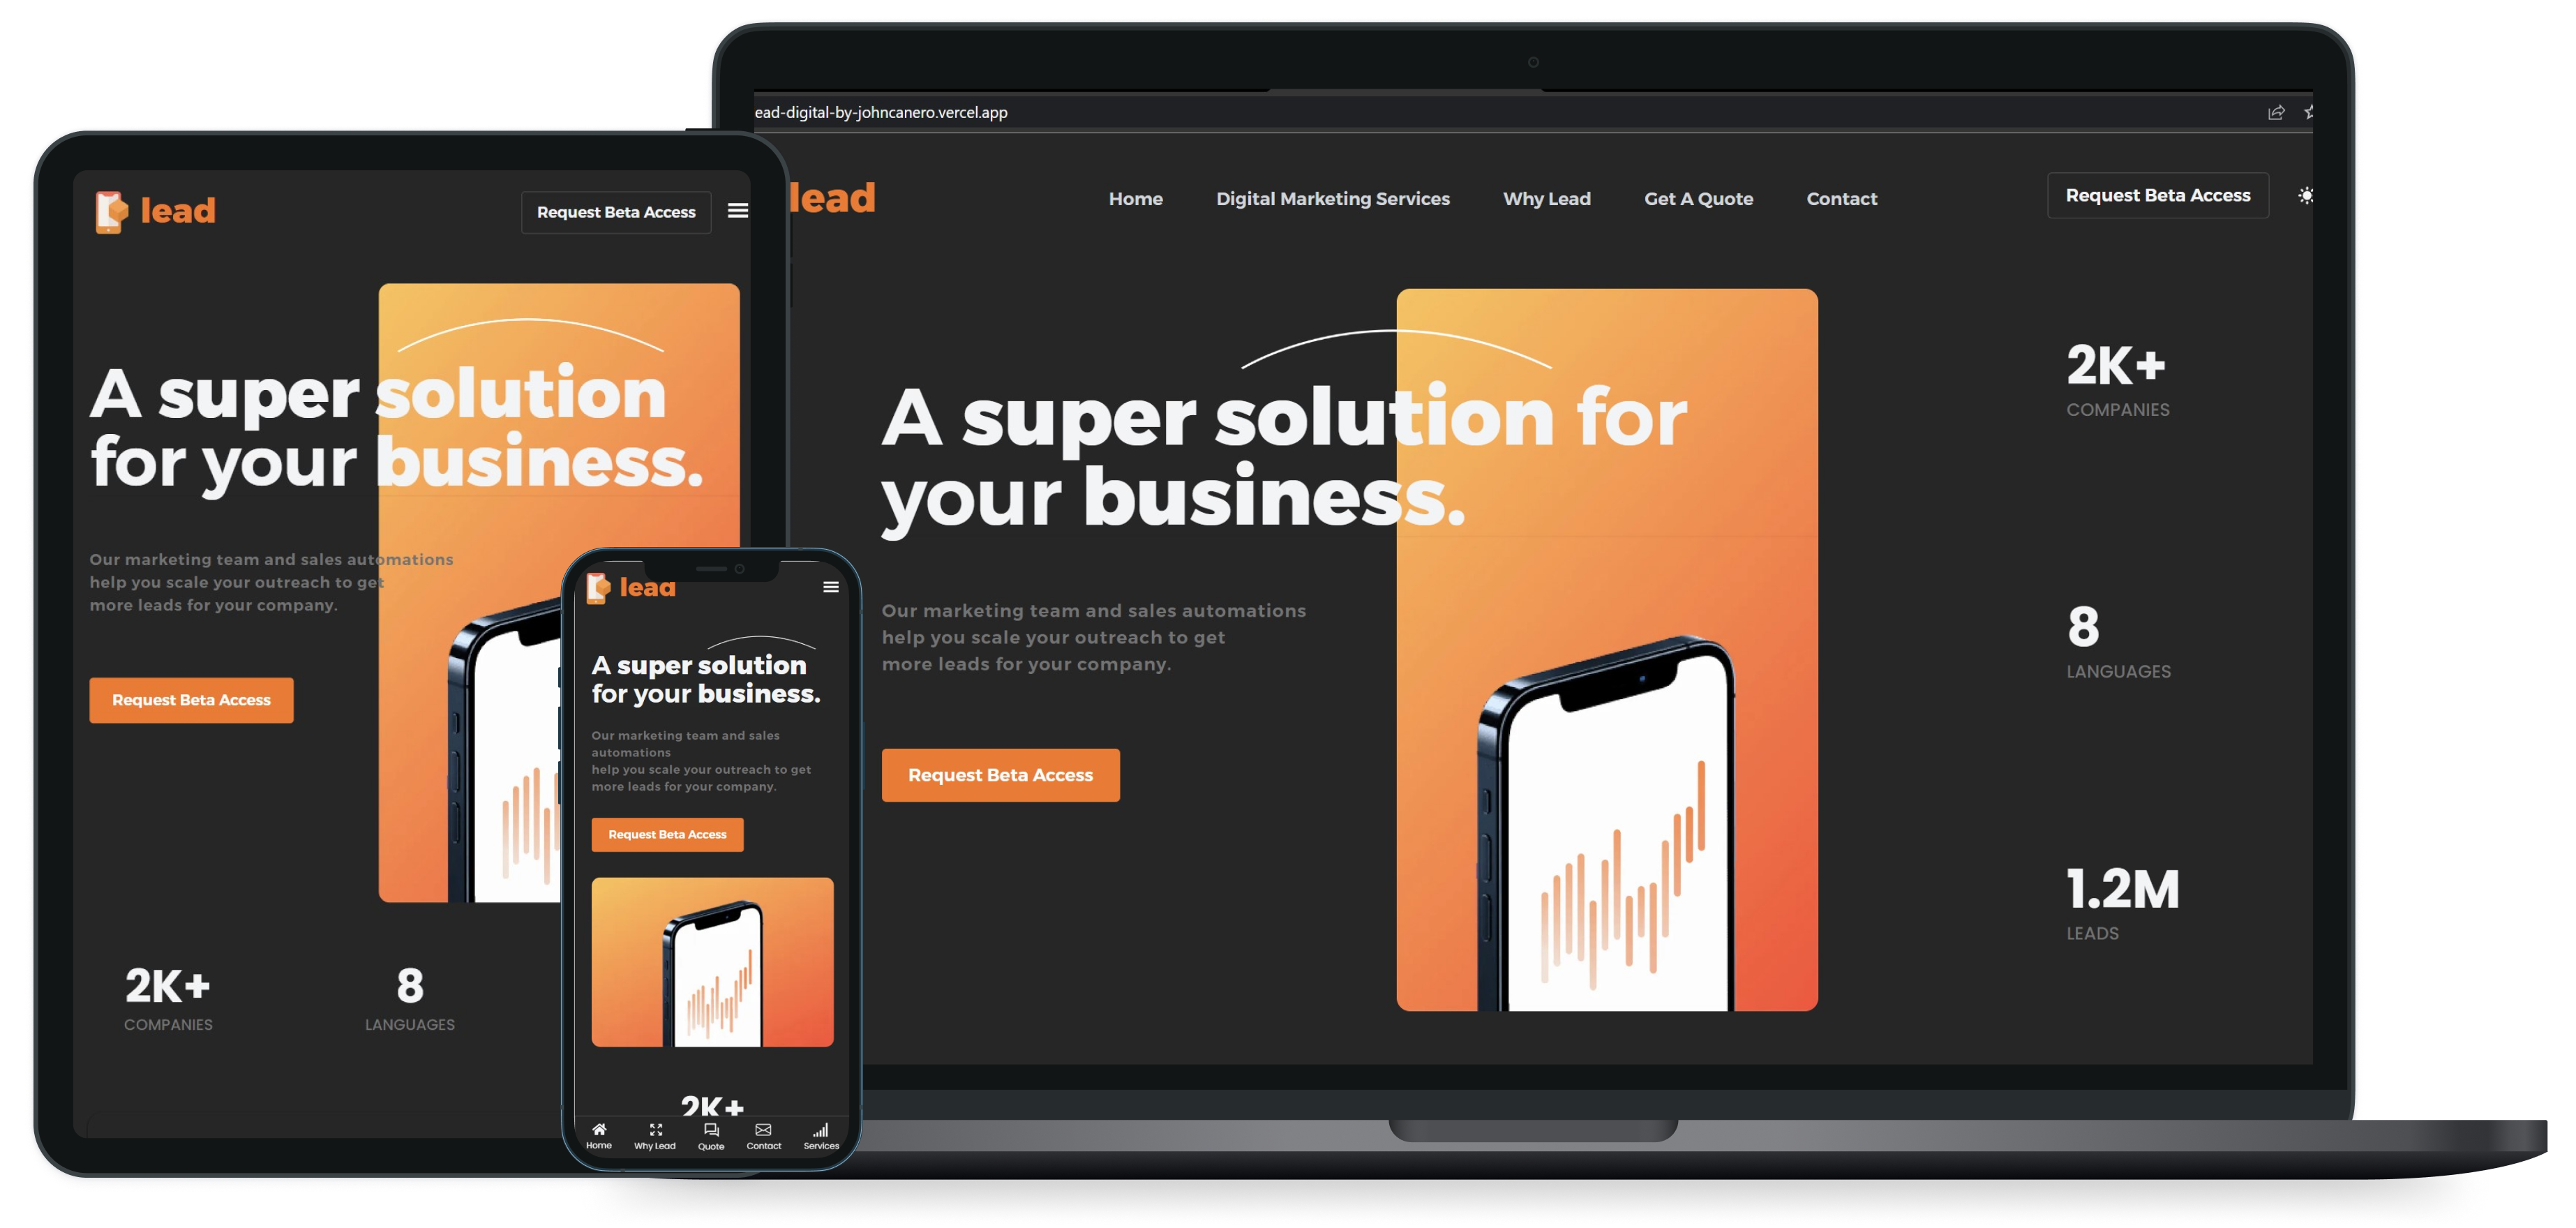 ead-digital-by-johncanero.vercel.app
lead
Home Digital Marketing Services Why Lead Get A Quote Contact
Request Beta Access
A super solution for
your business.
Our marketing team and sales automations
help you scale your outreach to get
more leads for your company.
Request Beta Access
2K+
COMPANIES
8
LANGUAGES
1.2M
LEADS
lead
Request Beta Access
A super solution
for your business.
Our marketing team and sales automations
help you scale your outreach to get
more leads for your company.
Request Beta Access
2K+
COMPANIES
8
LANGUAGES
lead
A super solution
for your business.
Our marketing team and sales
automations
help you scale your outreach to get
more leads for your company.
Request Beta Access
2K+
Home Why Lead Quote Contact Services